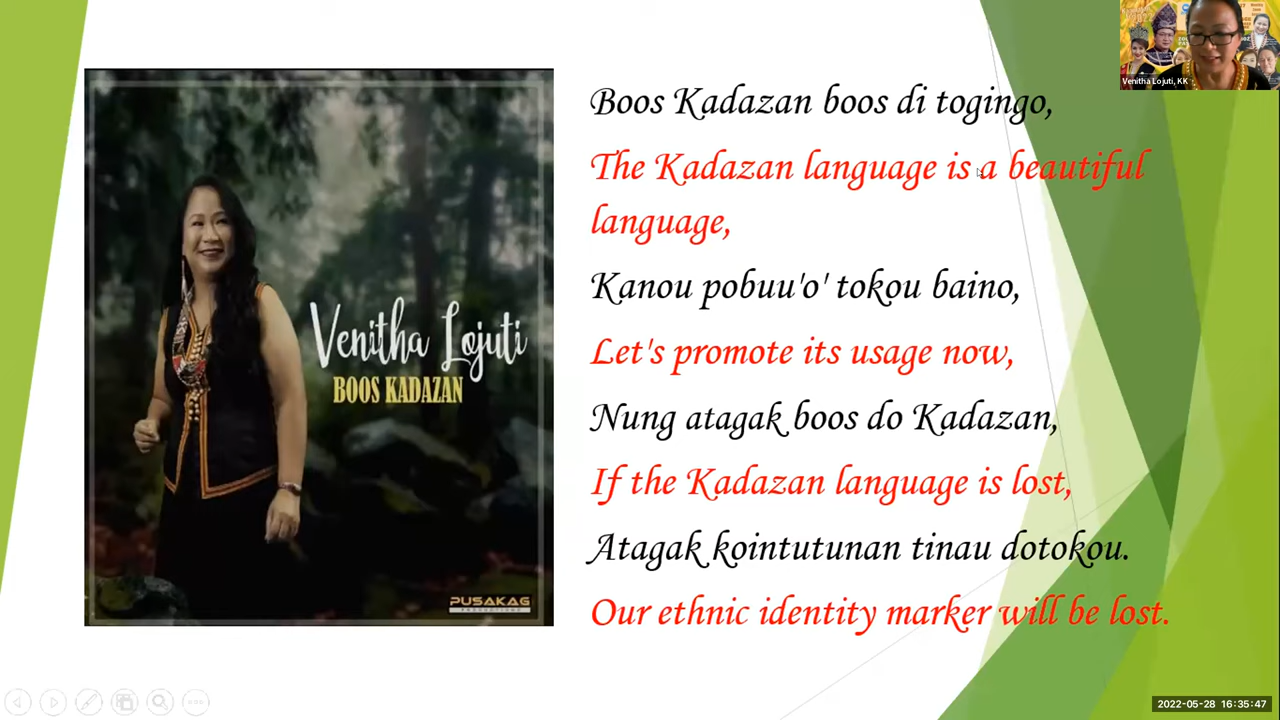 Boos Kadazan boos di togingo,
The Kadazan language is a beautiful
language,
Kanou pobuu'o' tokou baino,
Let's promote its usage now,
Nung atagak boos do Kadazan,
If the Kadazan language is lost,
Atagak kointutunan tinau dotokou.
Our ethnic identity marker will be lost.
Venitha Lojuti
BOOS KADAZAN
PUSAKAG
Venitha Lojuti, KK
2022-05-28 16:35:47